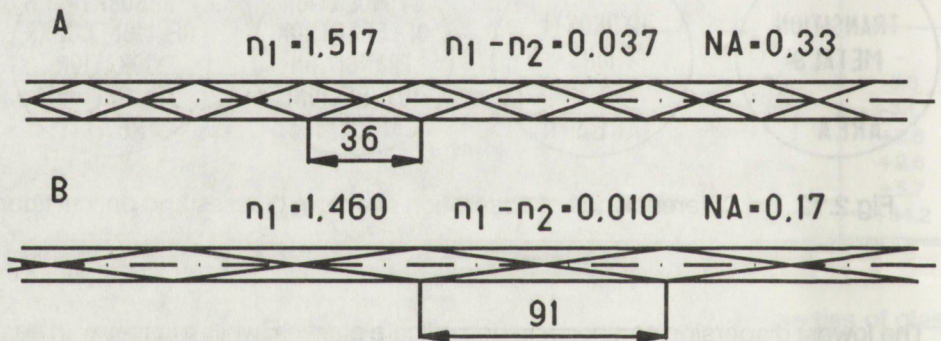 A
n₁ =1,517 n₁ -n₂ =0,037 NA=0,33
36
B
n₁ =1,460 n₁ -n₂ =0,010 NA=0,17
91